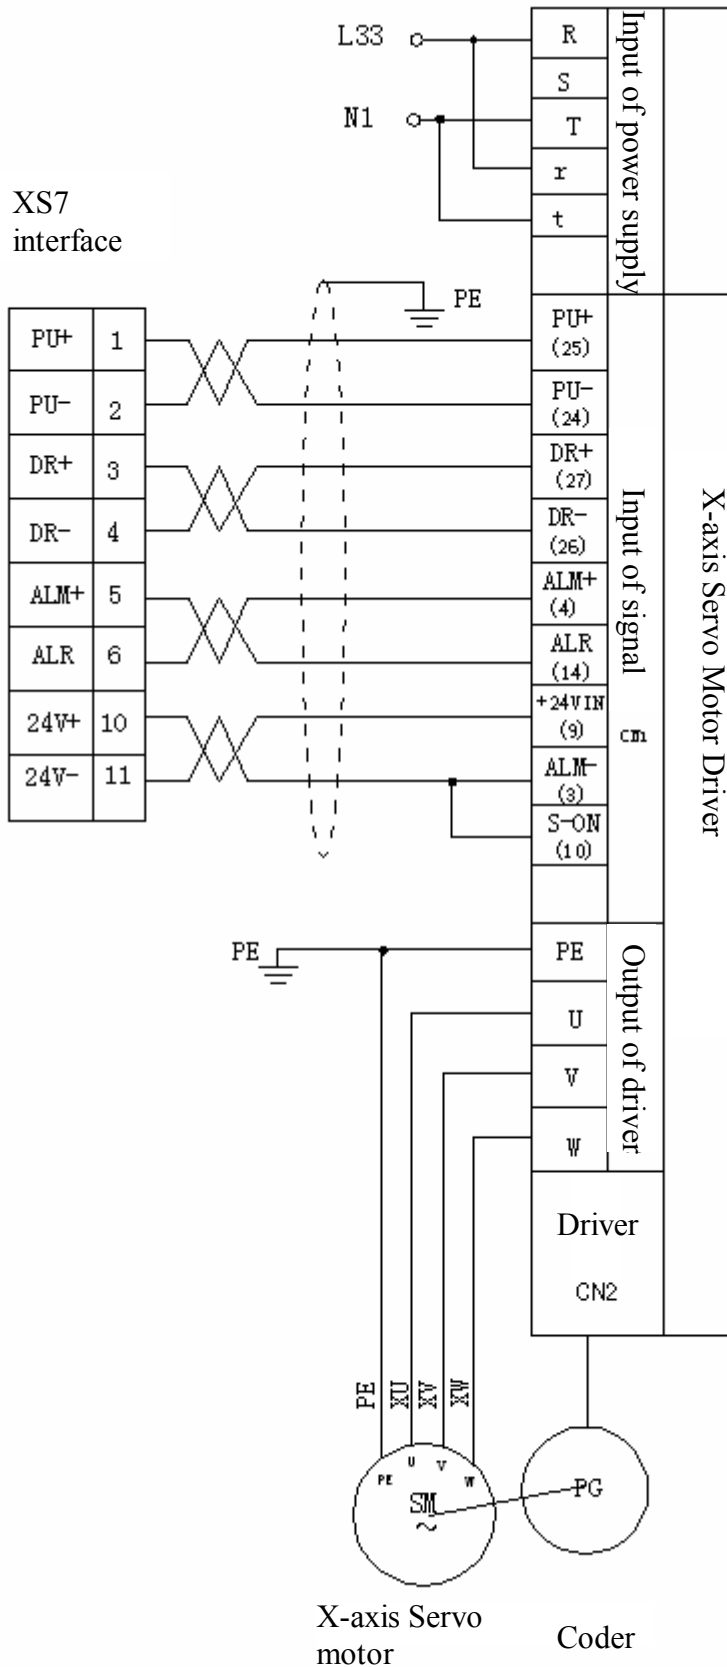 L33
R
Input of power supply
S
N1
T
r
t
XS7
interface
PE
PU+ 1
PU+
(25)
PU- 2
PU-
(24)
DR+ 3
DR+
(27)
DR- 4
DR-
(26)
ALM+ 5
ALM+
(4)
ALR 6
ALR
(14)
24V+ 10
+24VIN
(9)
24V- 11
ALM-
(3)
S-ON
(10)
Input of signal
X-axis Servo Motor Driver
PE
PE
U
V
W
Output of driver
Driver
CN2
PE
XU
XV
XW
PE
U
V
W
SM
~
PG
X-axis Servo
motor
Coder